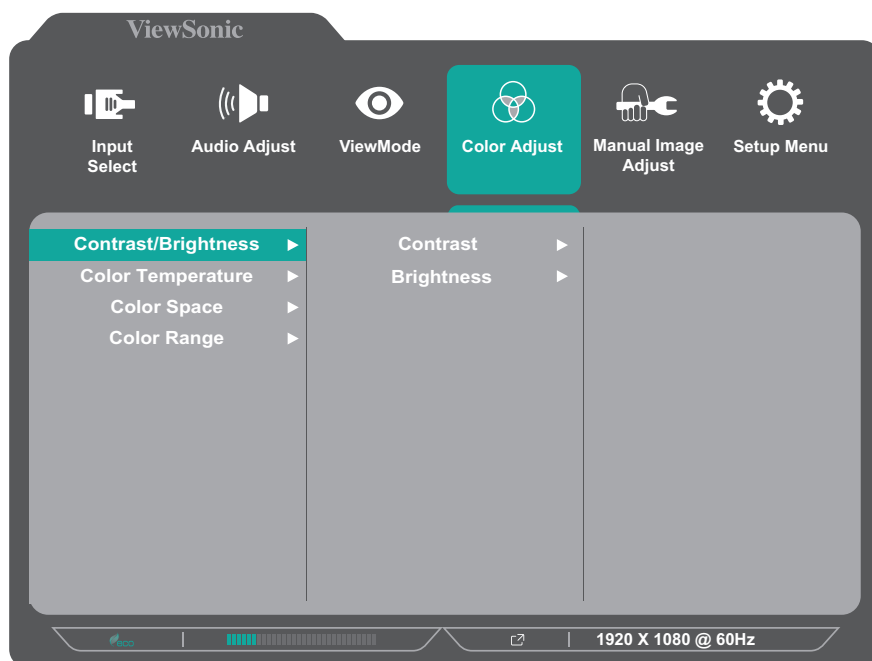 ViewSonic
Input
Select
Audio Adjust
ViewMode
Color Adjust
Manual Image
Adjust
Setup Menu
Contrast/Brightness
Color Temperature
Color Space
Color Range
Contrast
Brightness
eco
1920 X 1080 @ 60Hz